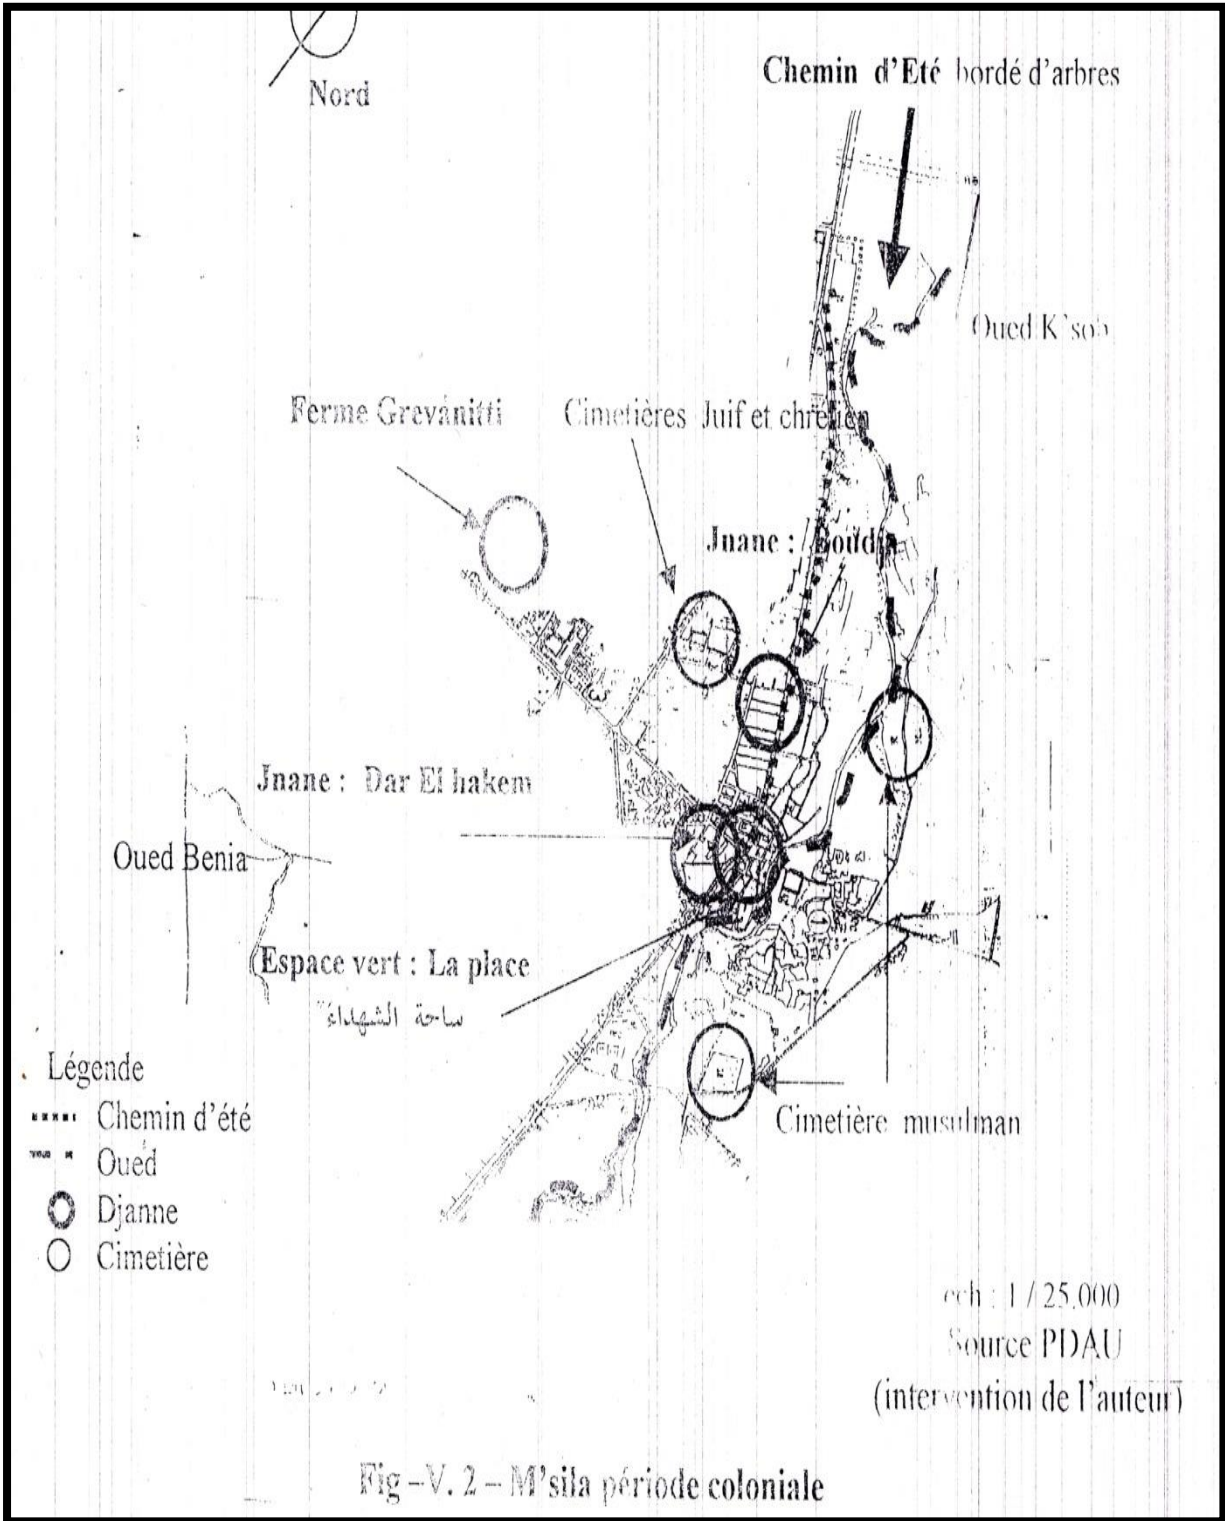 Nord
Chemin d'Eté bordé d'arbres
Oued K'sob
Ferme Grevanitti
Cimetières Juif et chrétien
Jnane : Boudja
Jnane : Dar El hakem
Oued Benia
Espace vert : La place
ساحة الشهداء
Cimetière musulman
Légende
Chemin d'été
Oued
Djanne
Cimetière
ech : 1 / 25.000
Source PDAU
(intervention de l'auteur)
Fig –V. 2 – M'sila période coloniale